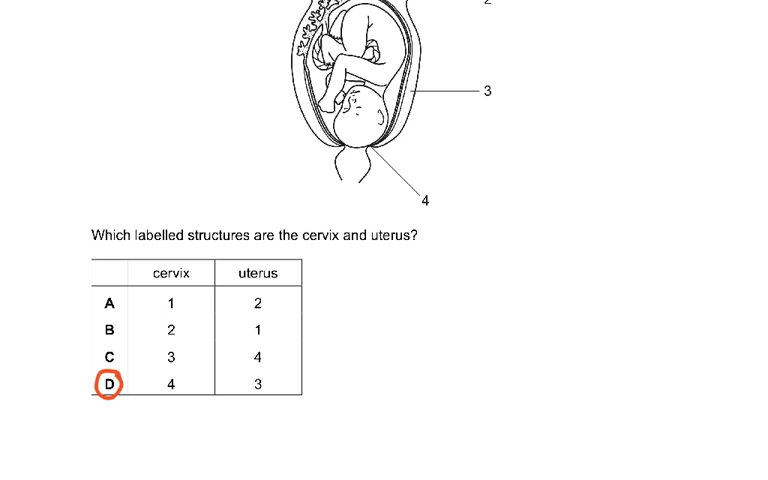 2
3
4
Which labelled structures are the cervix and uterus?
cervix uterus
A 1 2
B 2 1
C 3 4
D 4 3